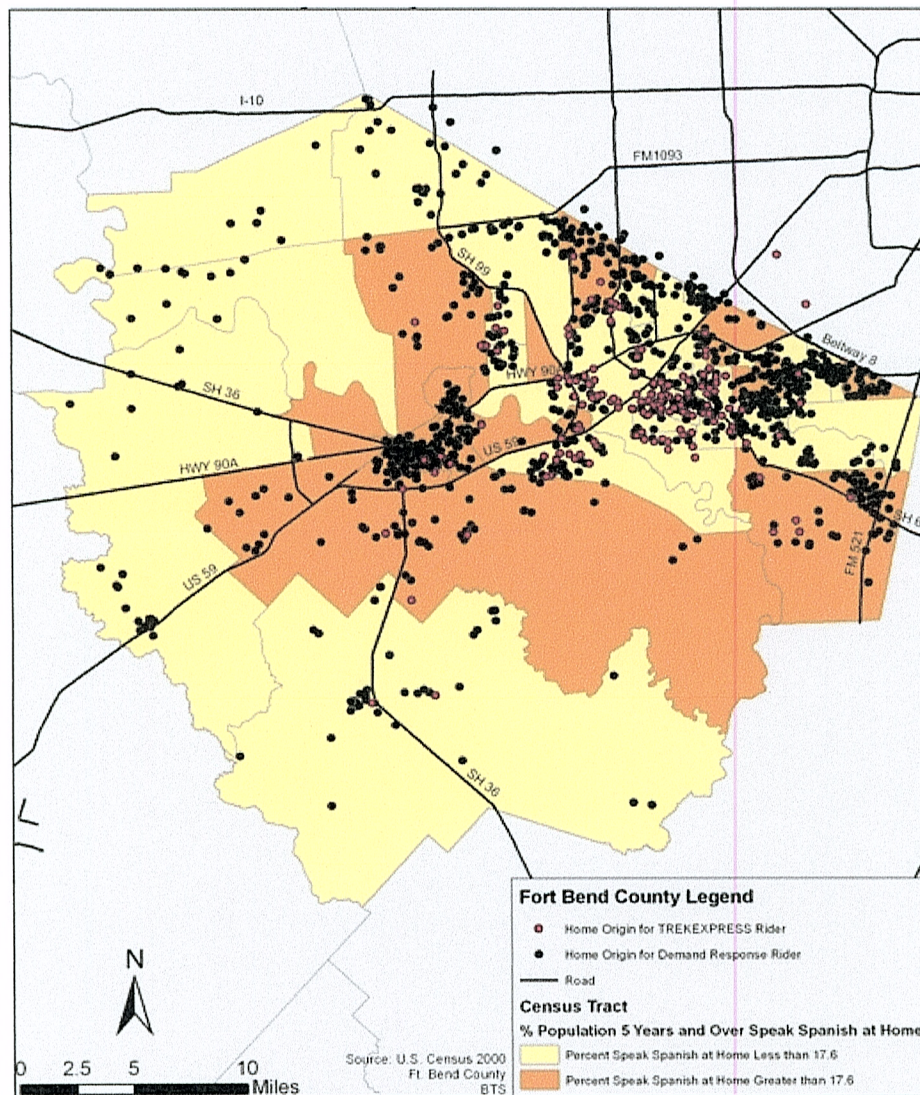 I-10
FM1093
SH 99
Beltway 8
HWY 90A
SH 36
US 59
HWY 90A
SH 6
FM 521
US 59
SH 36
Fort Bend County Legend
Home Origin for TREKEXPRESS Rider
Home Origin for Demand Response Rider
Road
Census Tract
% Population 5 Years and Over Speak Spanish at Home
Percent Speak Spanish at Home Less than 17.6
Percent Speak Spanish at Home Greater than 17.6
N
0 2.5 5 10
Miles
Source: U.S. Census 2000
Ft. Bend County
BTS